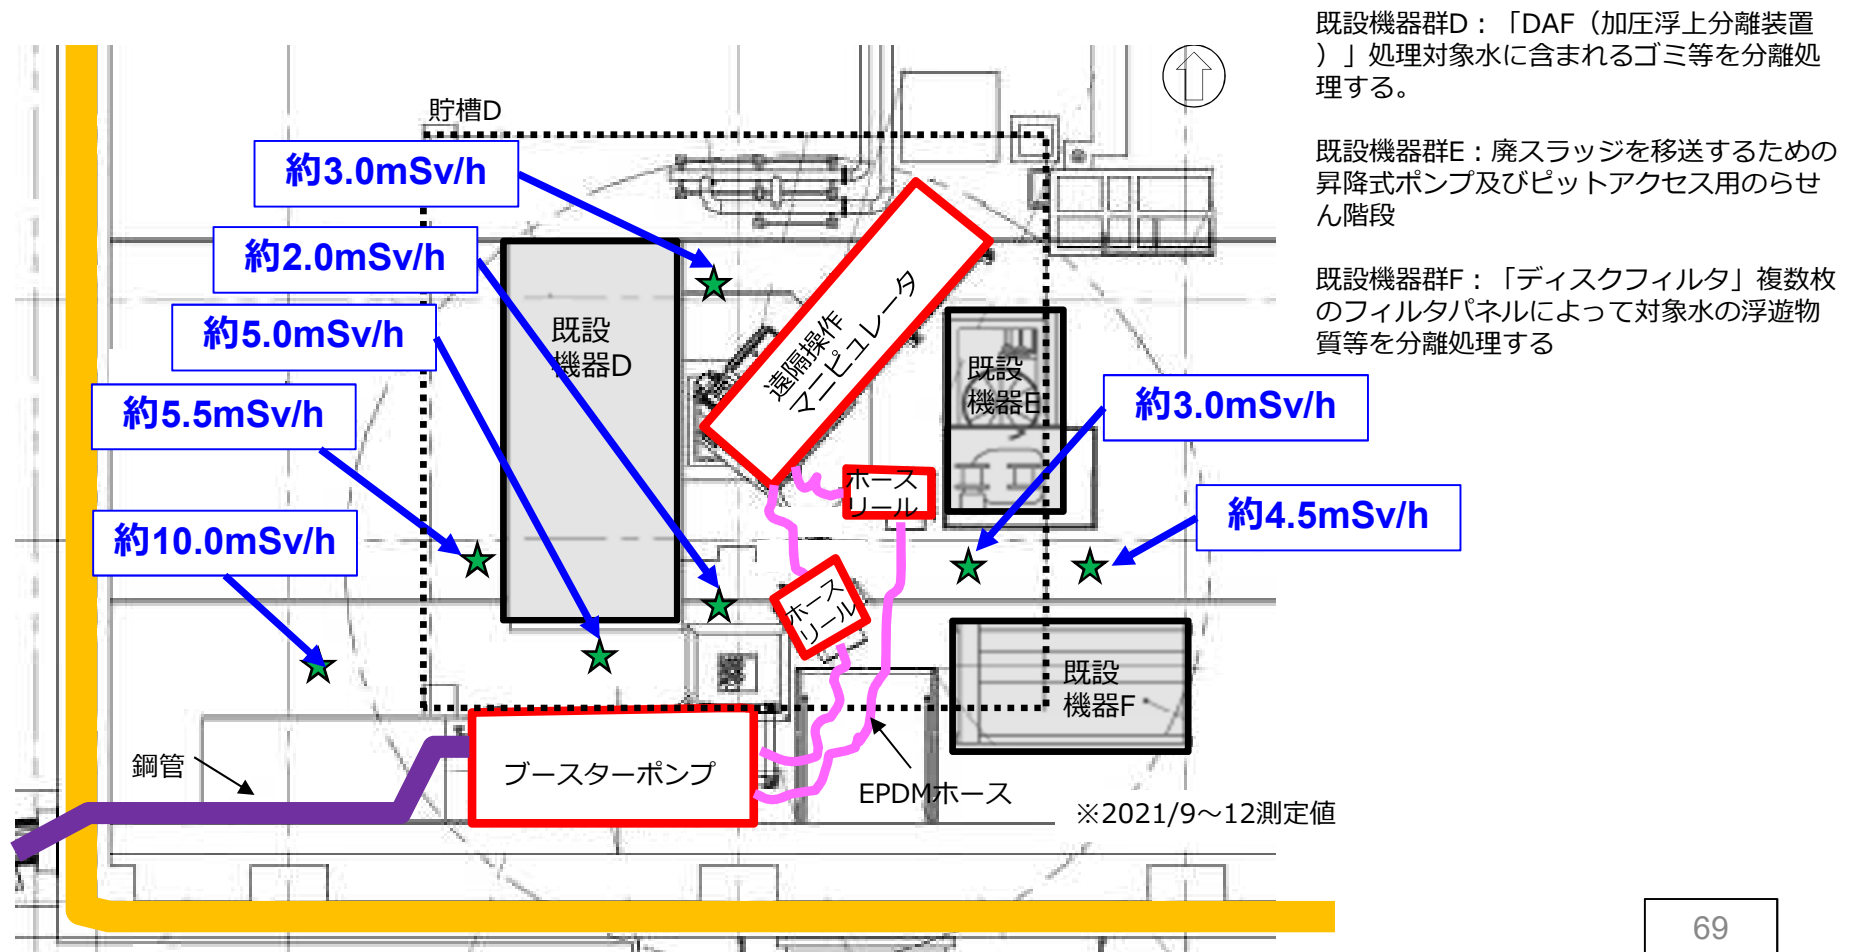 既設機器群D：「DAF（加圧浮上分離装置
）」処理対象水に含まれるゴミ等を分離処
理する。
既設機器群E：廃スラッジを移送するための
昇降式ポンプ及びピットアクセス用のらせ
ん階段
既設機器群F：「ディスクフィルタ」複数枚
のフィルタパネルによって対象水の浮遊物
質等を分離処理する
貯槽D
約3.0mSv/h
約2.0mSv/h
約5.0mSv/h
約5.5mSv/h
約10.0mSv/h
既設
機器D
遠隔操作
マニピュレータ
既設
機器E
約3.0mSv/h
約4.5mSv/h
ホース
リール
ホース
リール
既設
機器F
鋼管
ブースターポンプ
EPDMホース
※2021/9～12測定値
69